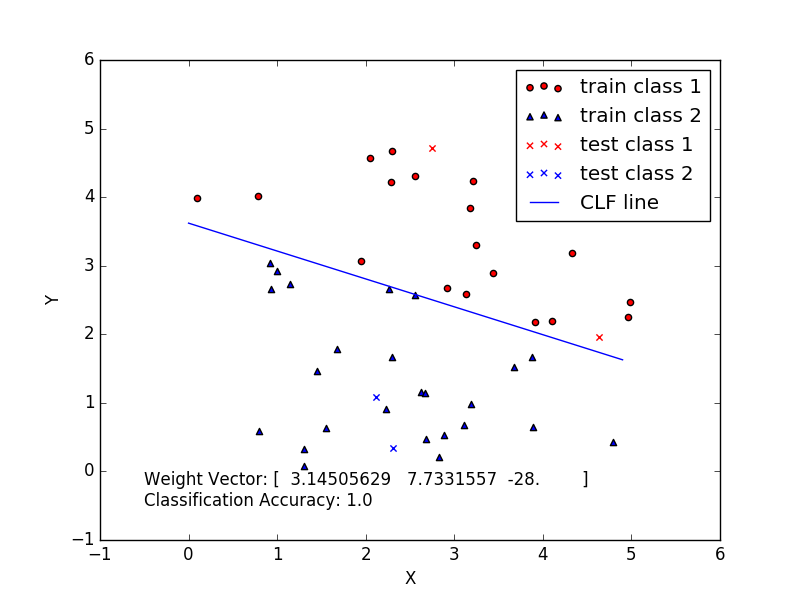 6
5
4
3
2
1
0
−1
−1 0 1 2 3 4 5 6
X
Y
train class 1
train class 2
test class 1
test class 2
CLF line
Weight Vector: [ 3.14505629 7.7331557 -28. ]
Classification Accuracy: 1.0